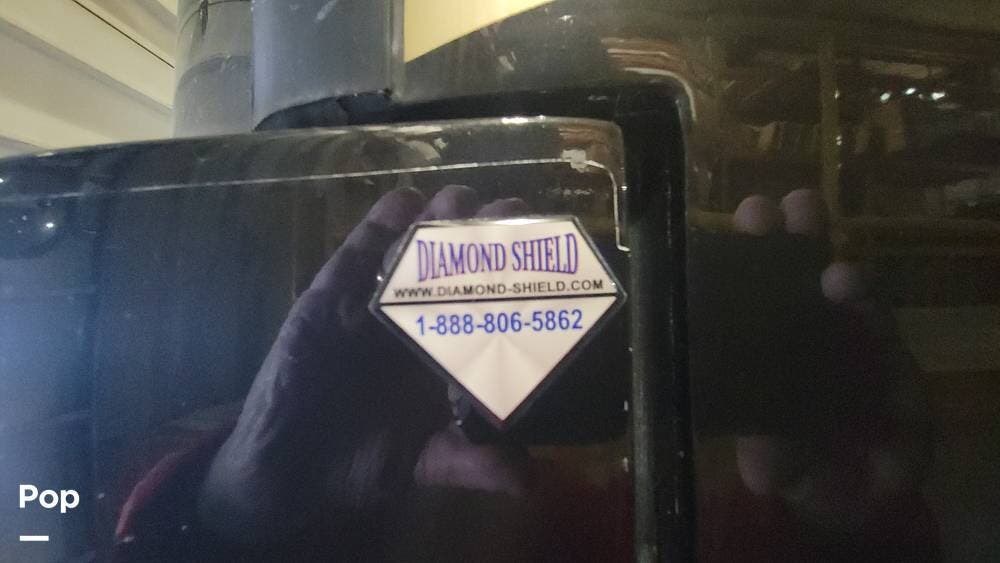 DIAMOND SHIELD
WWW.DIAMOND-SHIELD.COM
1-888-806-5862
Pop